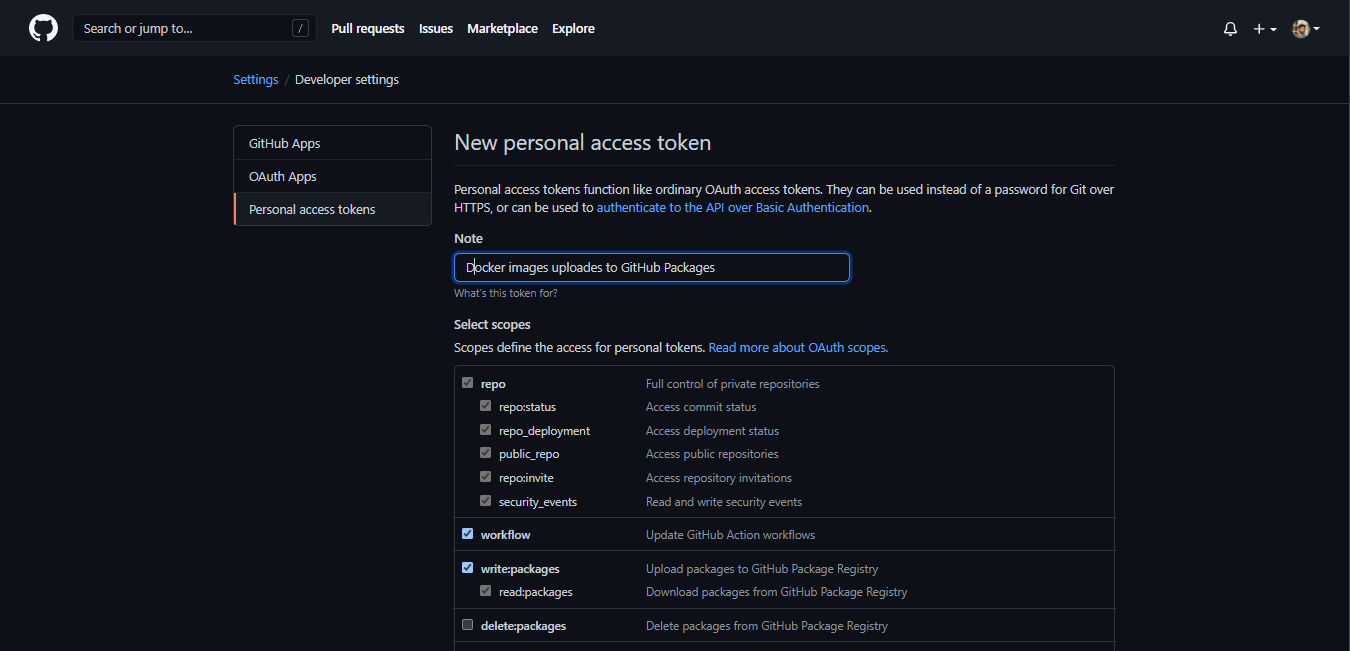 Search or jump to... /
Pull requests Issues Marketplace Explore
Settings / Developer settings
GitHub Apps
OAuth Apps
Personal access tokens
New personal access token
Personal access tokens function like ordinary OAuth access tokens. They can be used instead of a password for Git over
HTTPS, or can be used to authenticate to the API over Basic Authentication.
Note
Docker images uploades to GitHub Packages
What's this token for?
Select scopes
Scopes define the access for personal tokens. Read more about OAuth scopes.
repo Full control of private repositories
repo:status Access commit status
repo_deployment Access deployment status
public_repo Access public repositories
repo:invite Access repository invitations
security_events Read and write security events
workflow Update GitHub Action workflows
write:packages Upload packages to GitHub Package Registry
read:packages Download packages from GitHub Package Registry
delete:packages Delete packages from GitHub Package Registry